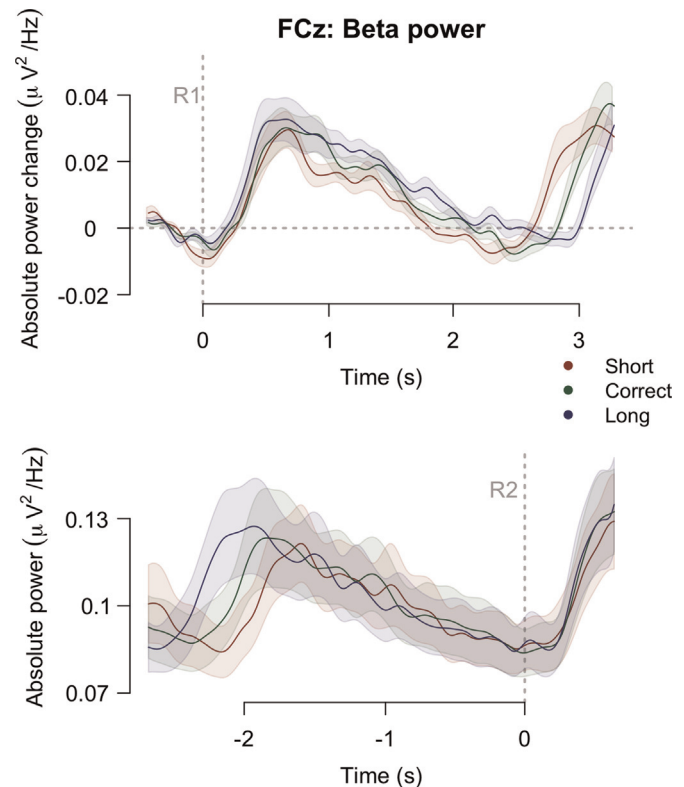 FCz: Beta power
Absolute power change (μ V² /Hz)
0.04
0.02
0
-0.02
R1
0 1 2 3
Time (s)
Short
Correct
Long
Absolute power (μ V² /Hz)
0.13
0.1
0.07
R2
-2 -1 0
Time (s)